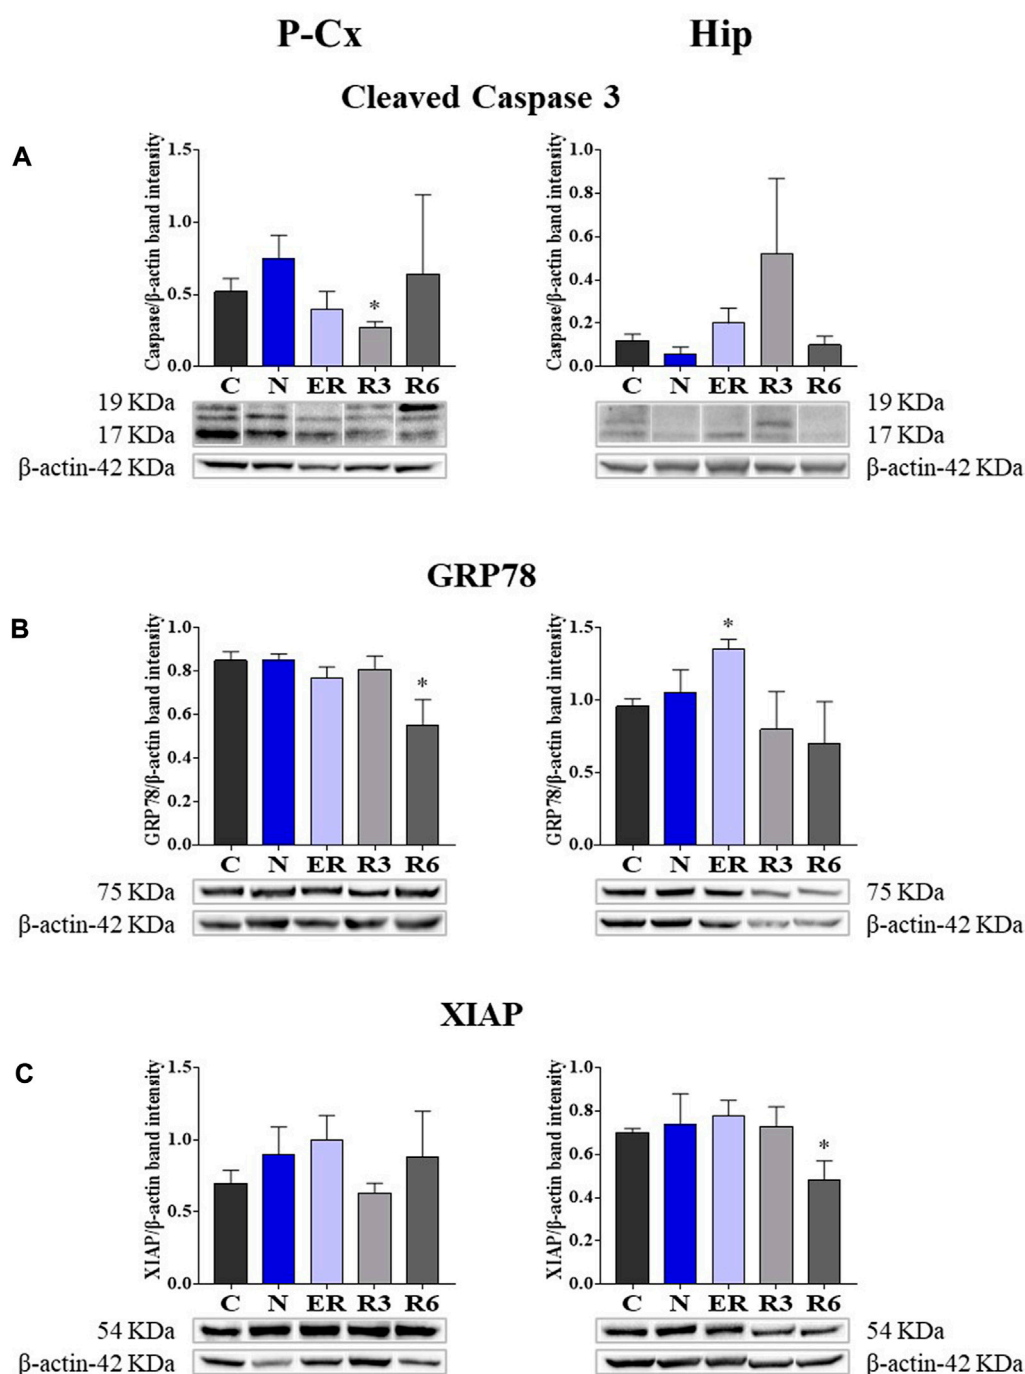 P-Cx Hip
Cleaved Caspase 3
A
Caspase/β-actin band intensity
1.5
1.0
0.5
0.0
*
C N ER R3 R6
19 KDa
17 KDa
β-actin-42 KDa
Caspase/β-actin band intensity
1.0
0.8
0.6
0.4
0.2
0.0
C N ER R3 R6
19 KDa
17 KDa
β-actin-42 KDa
GRP78
B
GRP78/β-actin band intensity
1.0
0.8
0.6
0.4
0.2
0.0
*
C N ER R3 R6
75 KDa
β-actin-42 KDa
GRP78/β-actin band intensity
1.5
1.0
0.5
0.0
*
C N ER R3 R6
75 KDa
β-actin-42 KDa
XIAP
C
XIAP/β-actin band intensity
1.5
1.0
0.5
0.0
C N ER R3 R6
54 KDa
β-actin-42 KDa
XIAP/β-actin band intensity
1.0
0.8
0.6
0.4
0.2
0.0
*
C N ER R3 R6
54 KDa
β-actin-42 KDa